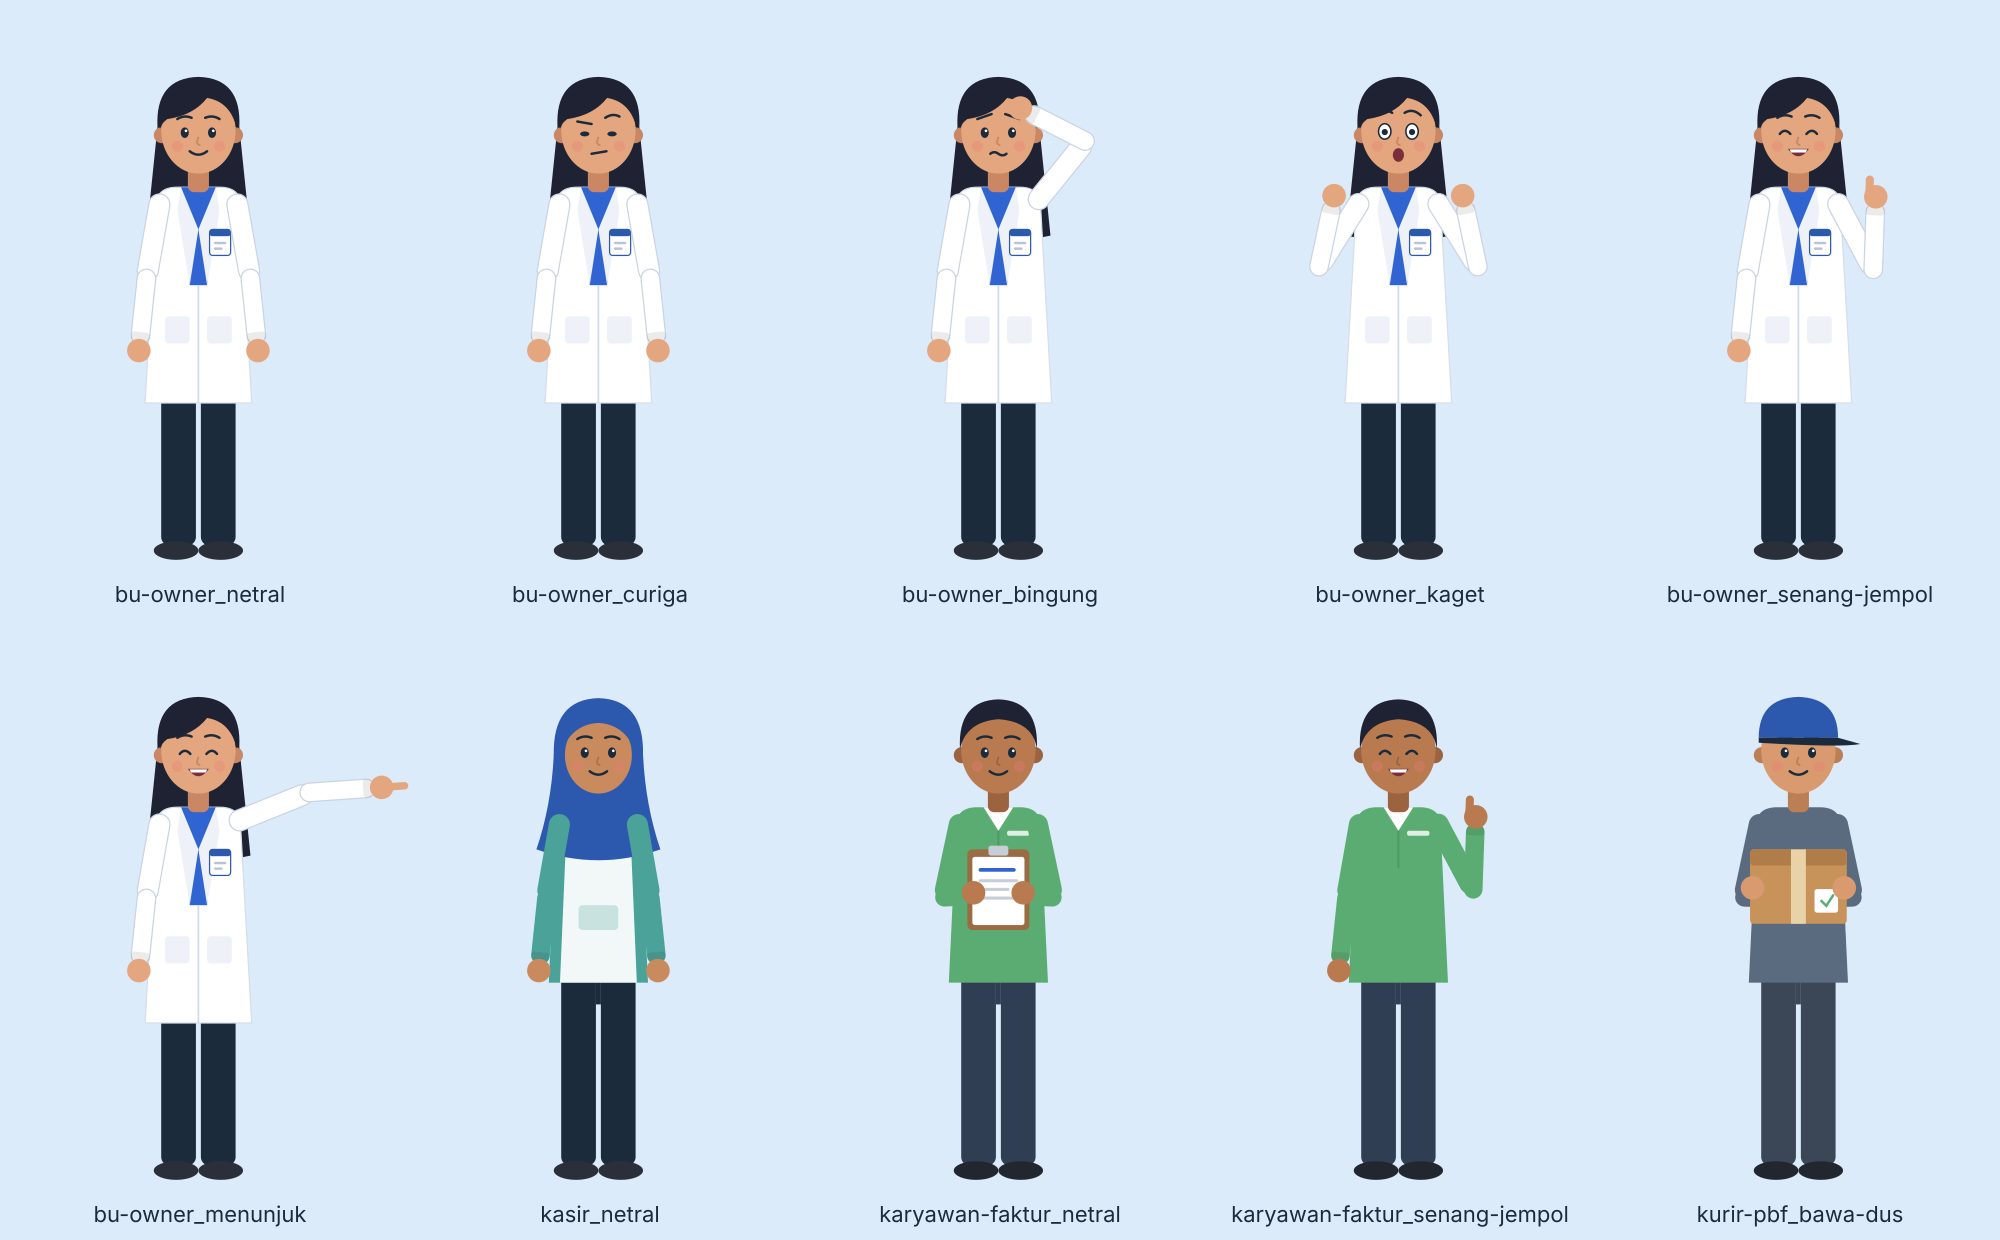 bu-owner_netral
bu-owner_curiga
bu-owner_bingung
bu-owner_kaget
bu-owner_senang-jempol
bu-owner_menunjuk
kasir_netral
karyawan-faktur_netral
karyawan-faktur_senang-jempol
kurir-pbf_bawa-dus